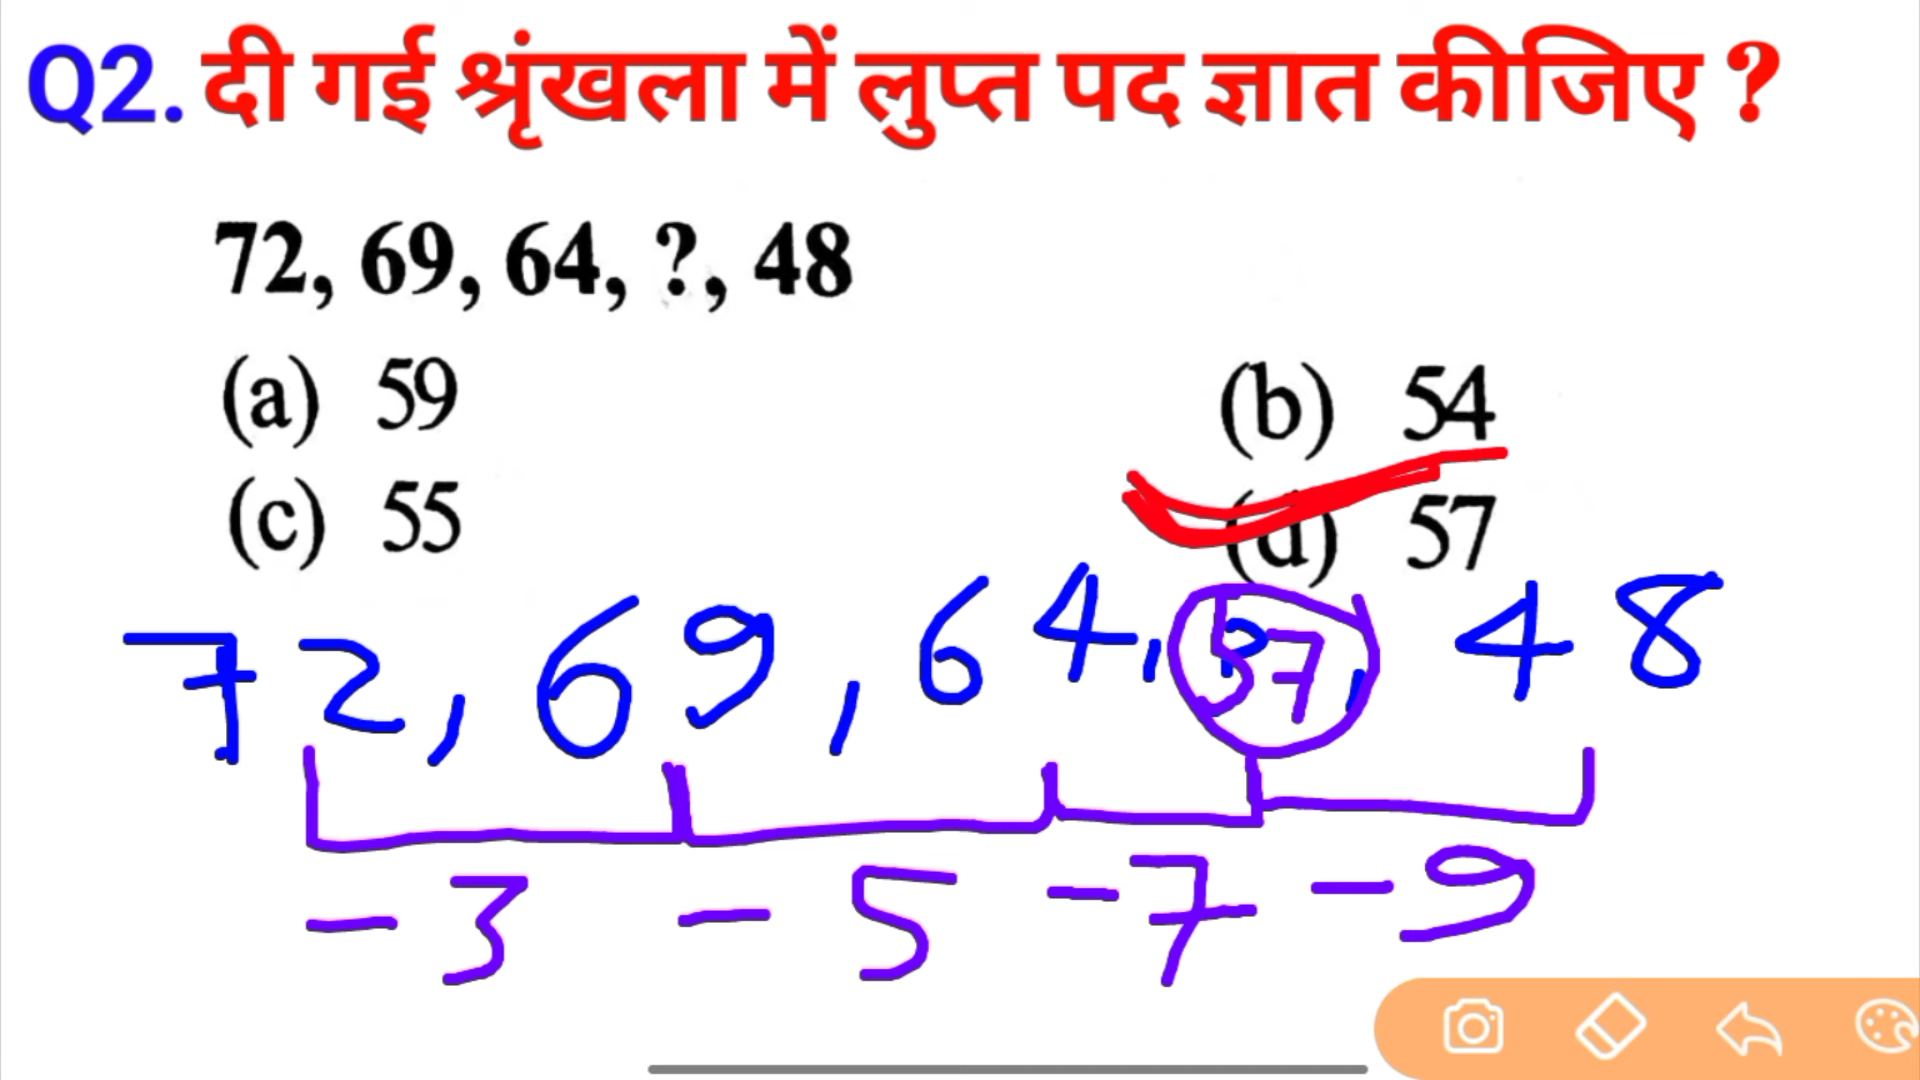 Q2. दी गई श्रृंखला में लुप्त पद ज्ञात कीजिए ?
72, 69, 64, ?, 48
(a) 59
(b) 54
(c) 55
(d) 57
72, 69, 64, 57, 48
-3 -5 -7 -9